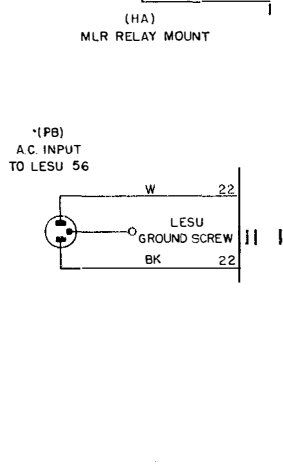 (HA)
MLR RELAY MOUNT
*(PB)
A.C. INPUT
TO LESU 56
W 22
LESU
GROUND SCREW
BK 22